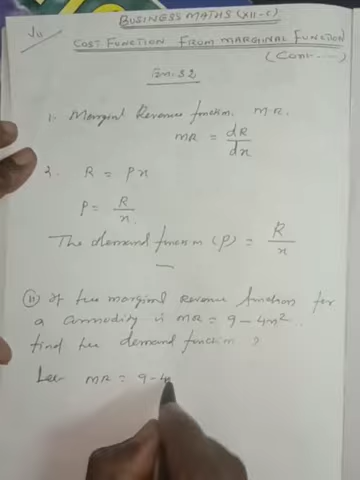 VII
BUSINESS MATHS (XII-C)
COST FUNCTION FROM MARGINAL FUNCTION
(Cont....)
Ex. 3.2
1. Marginal Revenue function. MR.
MR = dR/dx
2. R = Px
P = R/x.
The demand function (P) = R/x
(ii) If the marginal Revenue function for
a commodity is MR = 9 - 4x².
find the demand function ?
MR = 9 - 4